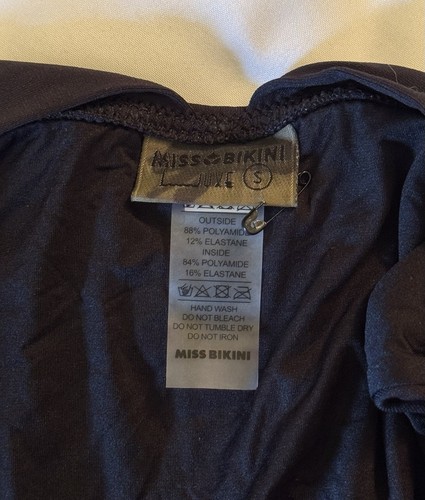 MISS BIKINI
LUXE S
OUTSIDE
88% POLYAMIDE
12% ELASTANE
INSIDE
84% POLYAMIDE
16% ELASTANE
HAND WASH
DO NOT BLEACH
DO NOT TUMBLE DRY
DO NOT IRON
MISS BIKINI